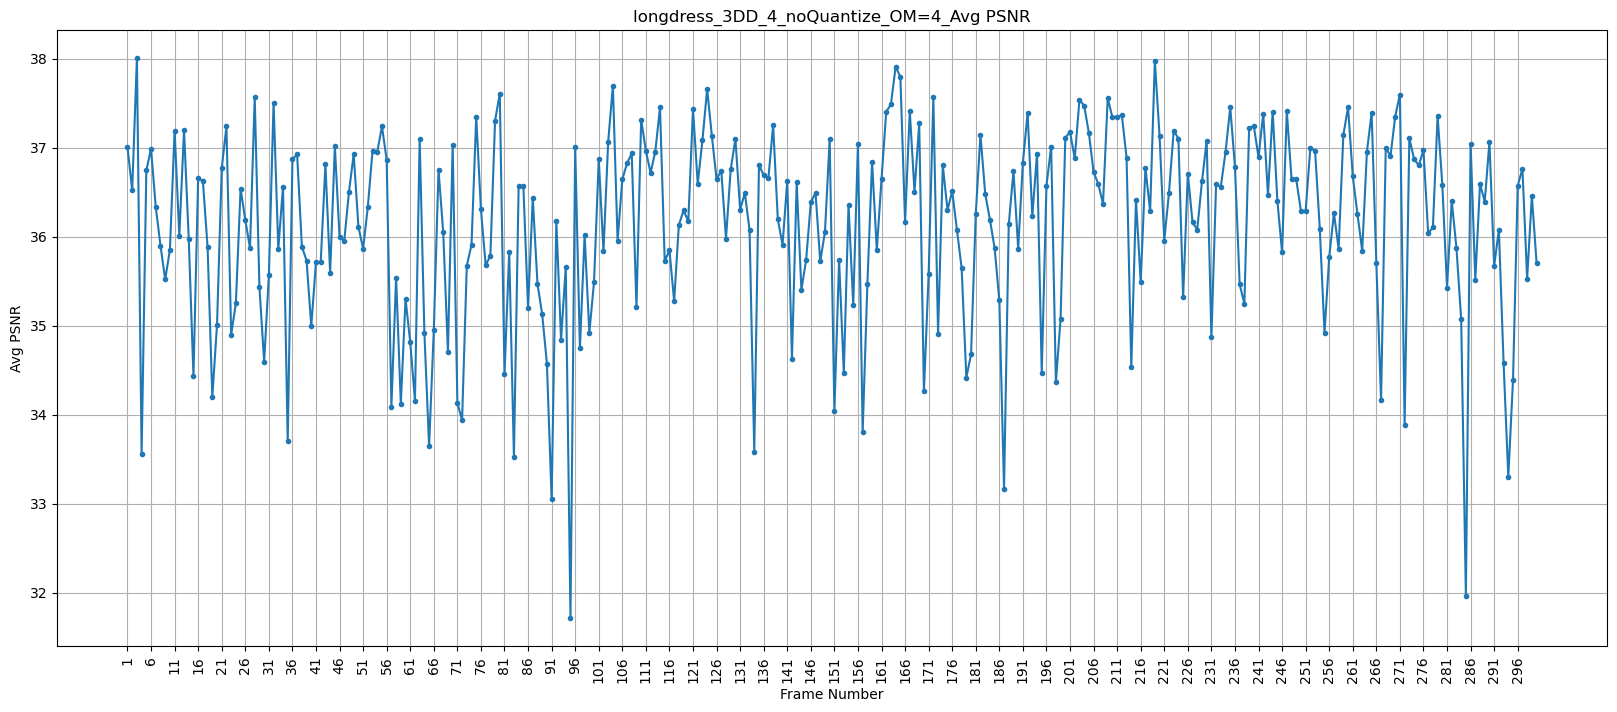 longdress_3DD_4_noQuantize_OM=4_Avg PSNR
38
37
36
35
34
33
32
Avg PSNR
1 6 11 16 21 26 31 36 41 46 51 56 61 66 71 76 81 86 91 96 101 106 111 116 121 126 131 136 141 146 151 156 161 166 171 176 181 186 191 196 201 206 211 216 221 226 231 236 241 246 251 256 261 266 271 276 281 286 291 296
Frame Number